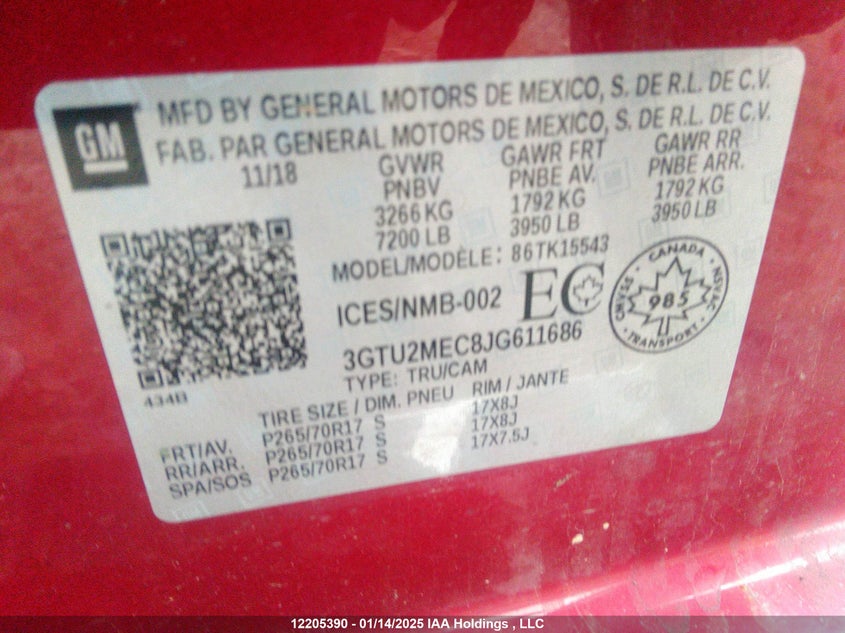 GM
MFD BY GENERAL MOTORS DE MEXICO, S. DE R.L. DE C.V.
FAB. PAR GENERAL MOTORS DE MEXICO, S. DE R.L. DE C.V.
11/18 GVWR GAWR FRT GAWR RR
PNBV PNBE AV. PNBE ARR.
3266 KG 1792 KG 1792 KG
7200 LB 3950 LB 3950 LB
MODEL/MODÈLE: 86TK15543
ICES/NMB-002 EC
CANADA
CMVSS 985 NSVAC
TRANSPORT
3GTU2MEC8JG611686
TYPE: TRU/CAM
434B
TIRE SIZE / DIM. PNEU RIM / JANTE
FRT/AV. P265/70R17 S 17X8J
RR/ARR. P265/70R17 S 17X8J
SPA/SOS P265/70R17 S 17X7.5J
12205390 - 01/14/2025 IAA Holdings , LLC